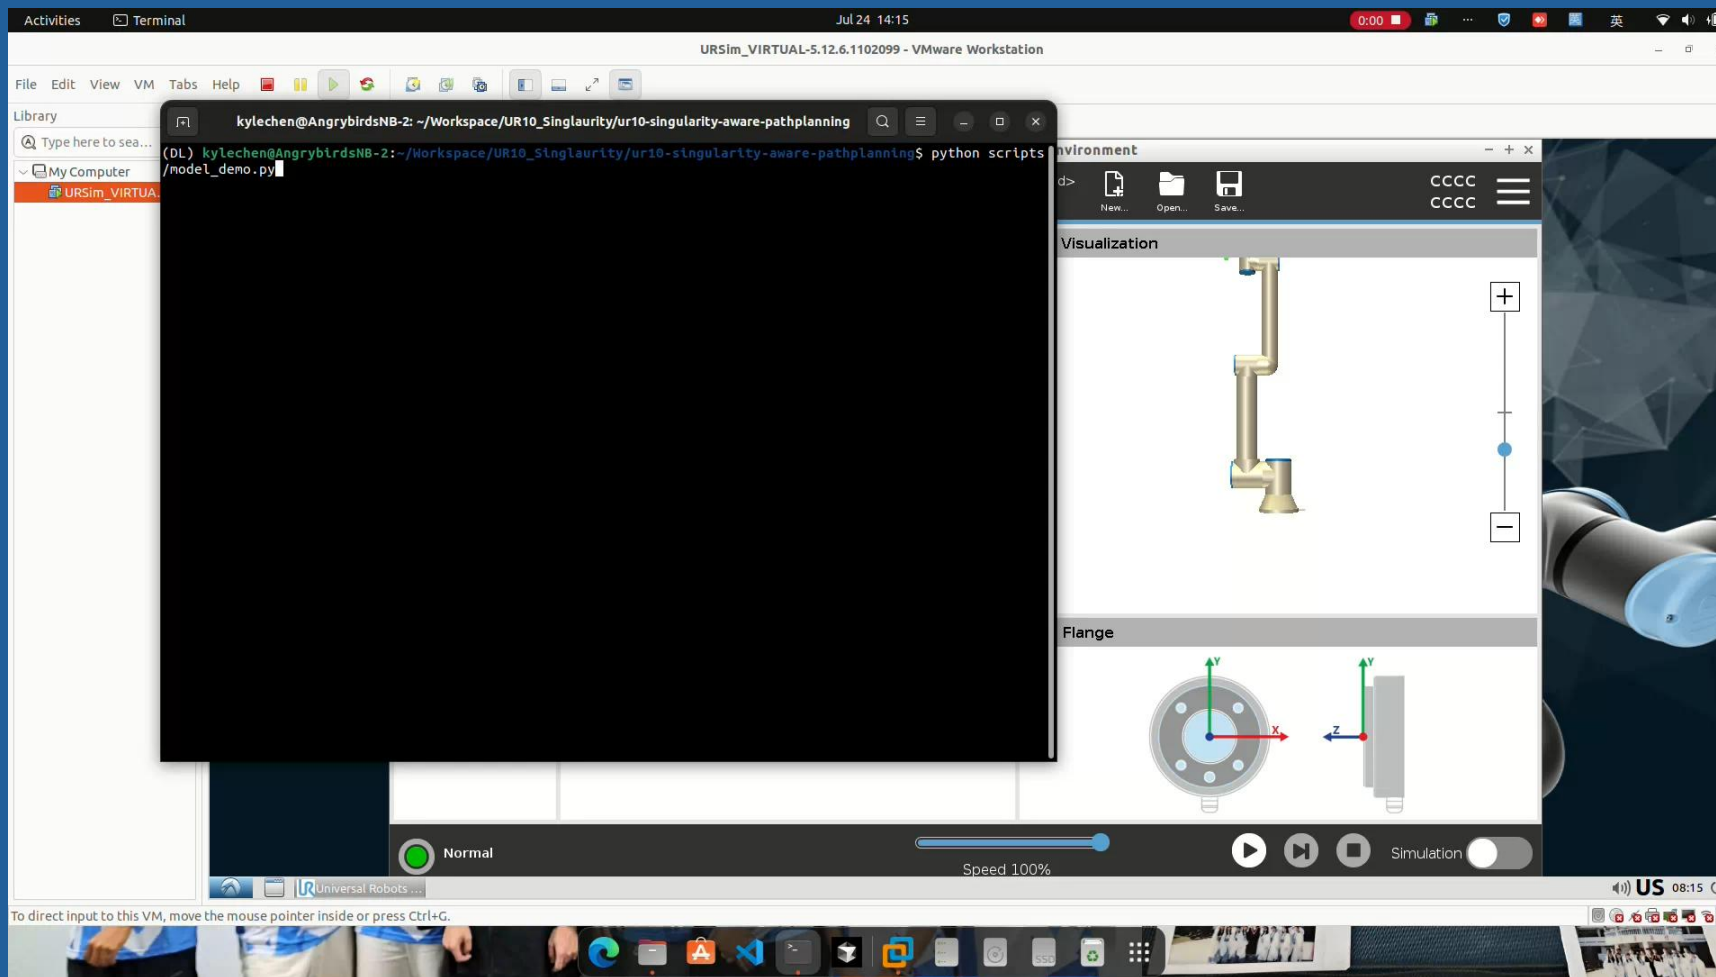 Activities Terminal Jul 24 14:15 0:00 英
URSim_VIRTUAL-5.12.6.1102099 - VMware Workstation
File Edit View VM Tabs Help
Library
Type here to sea...
My Computer
URSim_VIRTUA
kylechen@AngrybirdsNB-2: ~/Workspace/UR10_Singlaurity/ur10-singularity-aware-pathplanning
(DL) kylechen@AngrybirdsNB-2:~/Workspace/UR10_Singlaurity/ur10-singularity-aware-pathplanning$ python scripts
/model_demo.py
nvironment
d>
New... Open... Save...
CCCC
CCCC
Visualization
Flange
Y X Y Z
Normal
Speed 100%
Simulation
Universal Robots ...
US 08:15
To direct input to this VM, move the mouse pointer inside or press Ctrl+G.
SSD